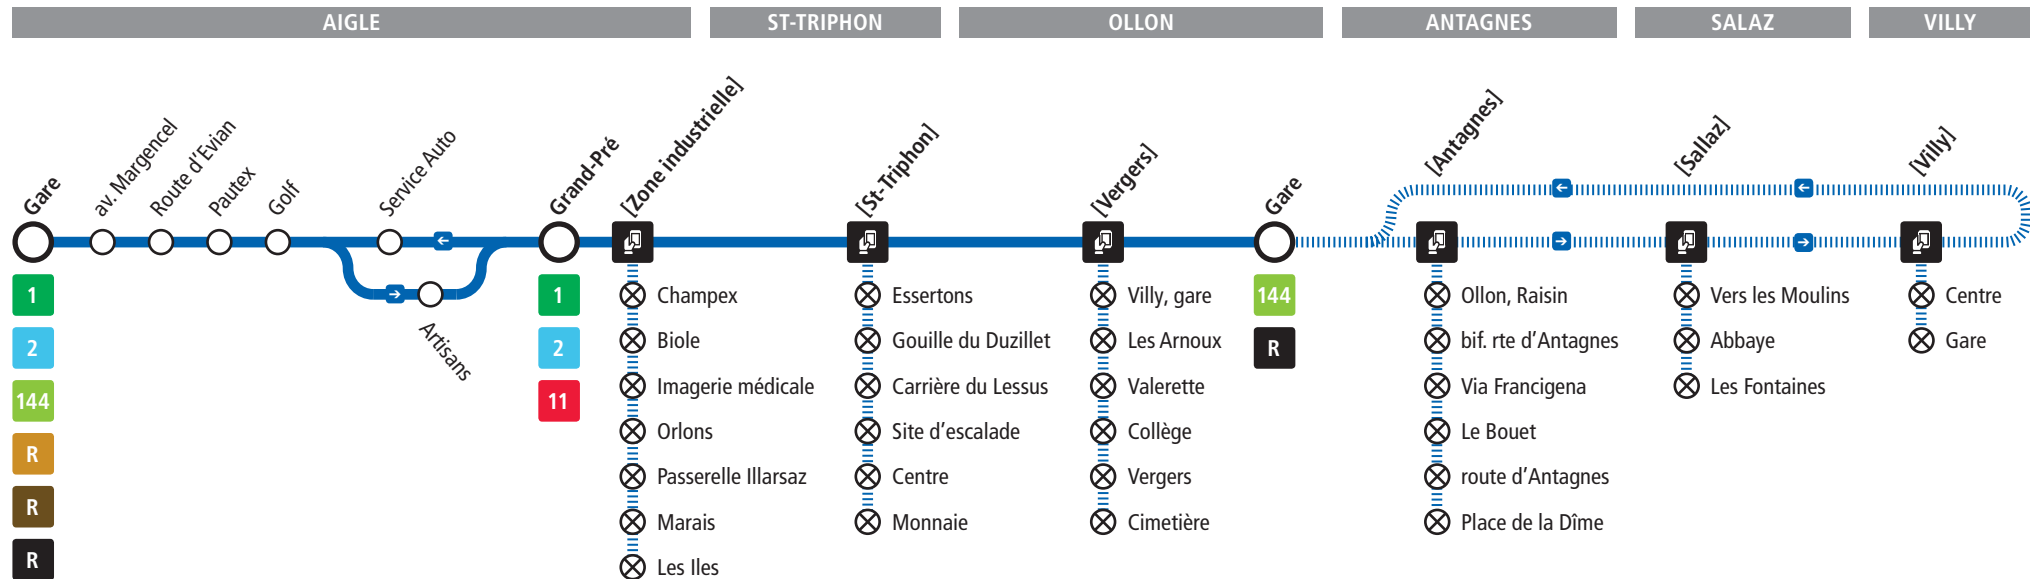 AIGLE
ST-TRIPHON
OLLON
ANTAGNES
SALAZ
VILLY
Gare
av. Margencel
Route d'Evian
Pautex
Golf
Service Auto
Artisans
Grand-Pré
[Zone industrielle]
[St-Triphon]
[Vergers]
Gare
[Antagnes]
[Sallaz]
[Villy]
1
2
144
R
R
R
1
2
11
Champex
Biole
Imagerie médicale
Orlons
Passerelle Illarsaz
Marais
Les Iles
Essertons
Gouille du Duzillet
Carrière du Lessus
Site d'escalade
Centre
Monnaie
Villy, gare
Les Arnoux
Valerette
Collège
Vergers
Cimetière
144
R
Ollon, Raisin
bif. rte d'Antagnes
Via Francigena
Le Bouet
route d'Antagnes
Place de la Dîme
Vers les Moulins
Abbaye
Les Fontaines
Centre
Gare